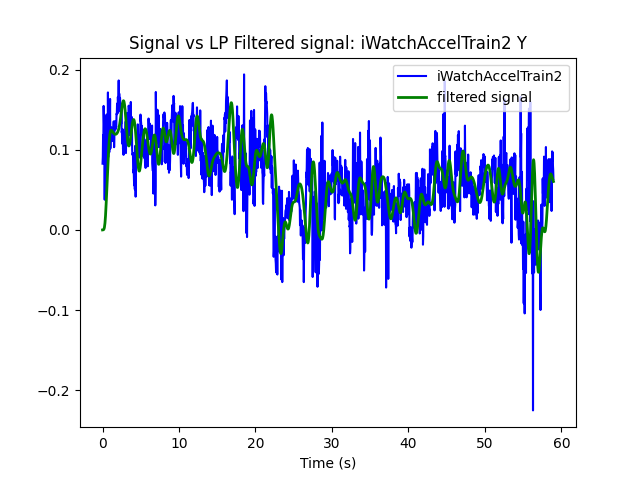 Signal vs LP Filtered signal: iWatchAccelTrain2 Y
iWatchAccelTrain2
filtered signal
0.2
0.1
0.0
−0.1
−0.2
0 10 20 30 40 50 60
Time (s)